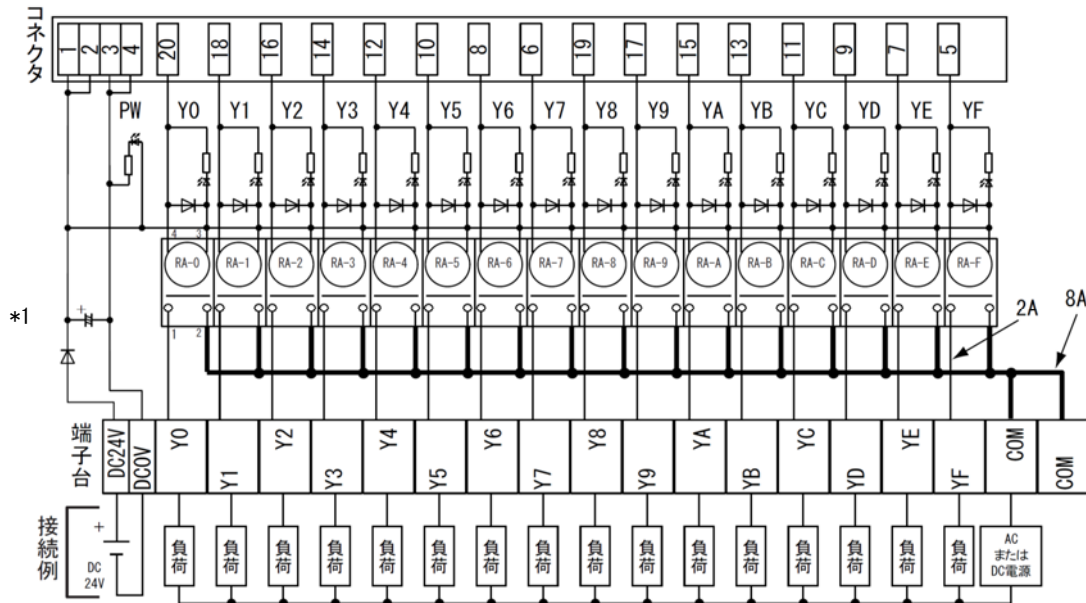 コネクタ
1 2 3 4 20 18 16 14 12 10 8 6 19 17 15 13 11 9 7 5
PW Y0 Y1 Y2 Y3 Y4 Y5 Y6 Y7 Y8 Y9 YA YB YC YD YE YF
4 3
RA-0 RA-1 RA-2 RA-3 RA-4 RA-5 RA-6 RA-7 RA-8 RA-9 RA-A RA-B RA-C RA-D RA-E RA-F
*1
+
1 2
2A
8A
端子台
DC24V DC0V Y0 Y1 Y2 Y3 Y4 Y5 Y6 Y7 Y8 Y9 YA YB YC YD YE YF COM COM
接続例
+
DC
24V
負荷 負荷 負荷 負荷 負荷 負荷 負荷 負荷 負荷 負荷 負荷 負荷 負荷 負荷 負荷 負荷
AC
または
DC電源